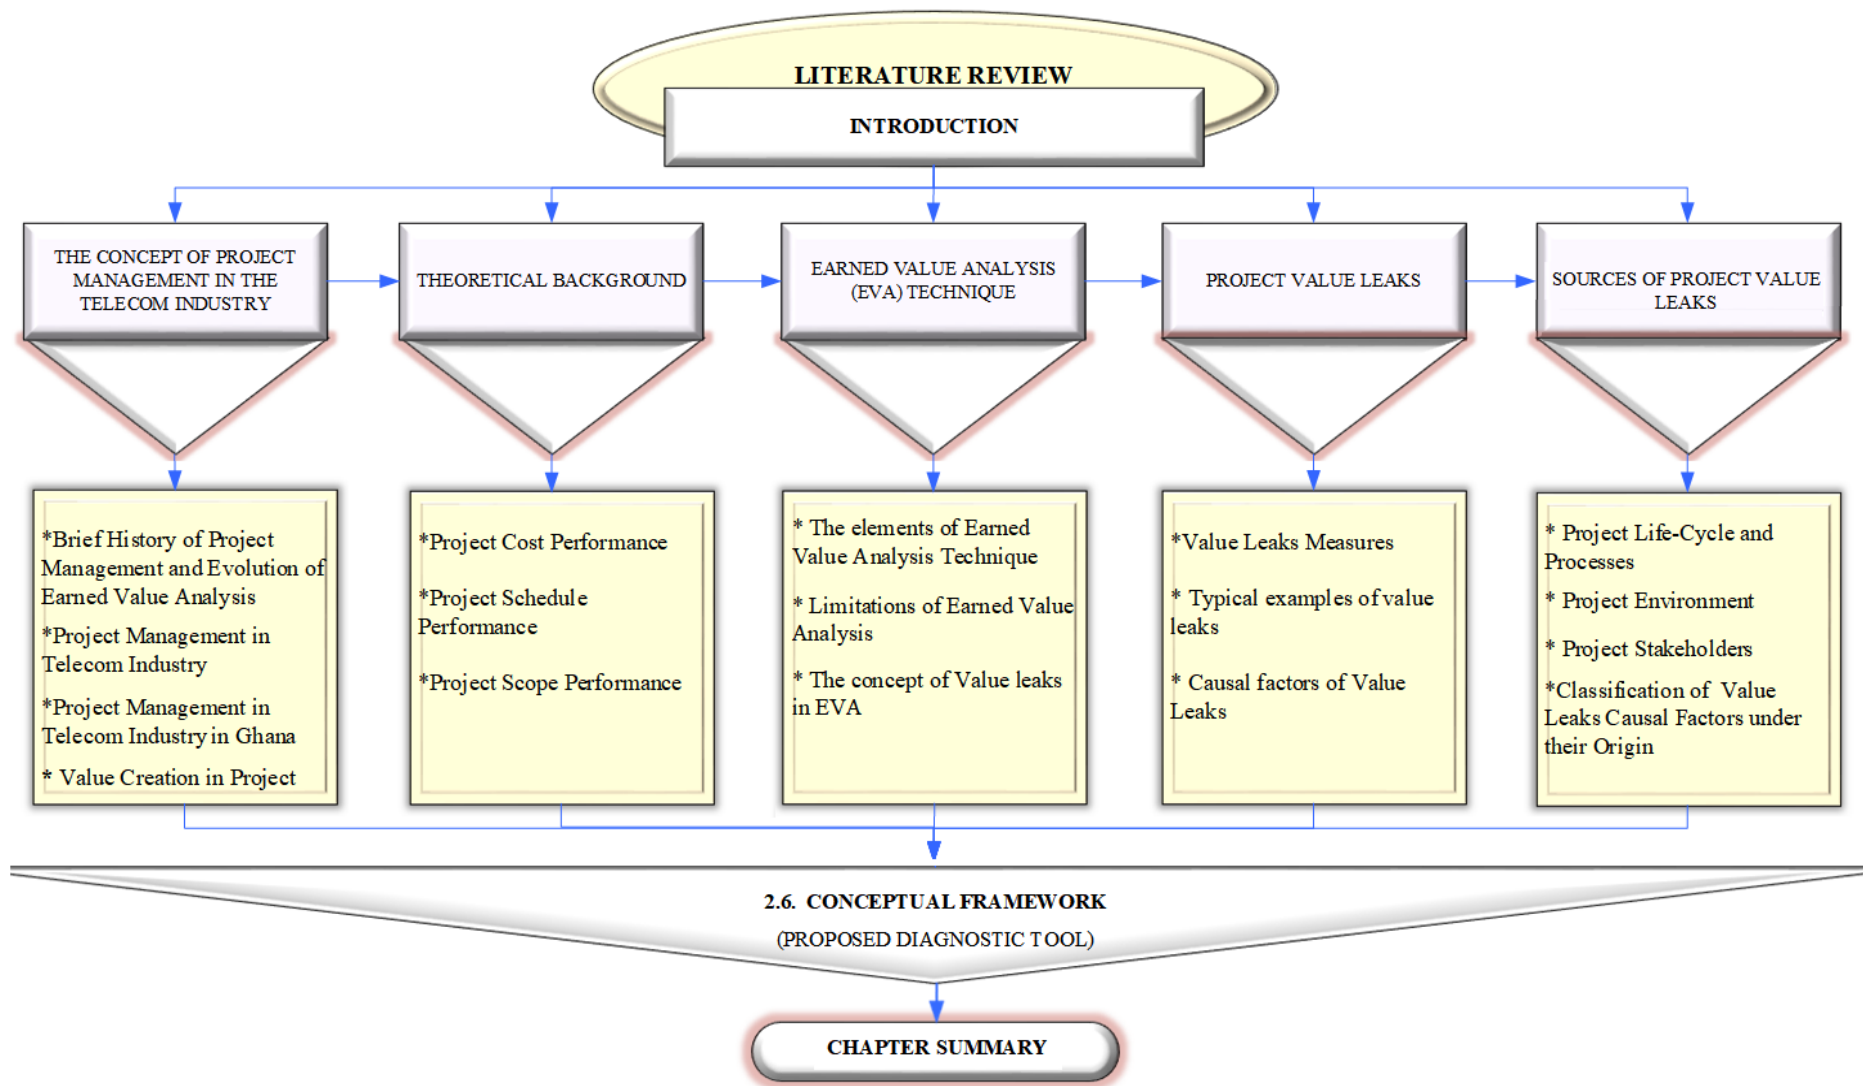 LITERATURE REVIEW
INTRODUCTION
THE CONCEPT OF PROJECT
MANAGEMENT IN THE
TELECOM INDUSTRY
THEORETICAL BACKGROUND
EARNED VALUE ANALYSIS
(EVA) TECHNIQUE
PROJECT VALUE LEAKS
SOURCES OF PROJECT VALUE
LEAKS
*Brief History of Project
Management and Evolution of
Earned Value Analysis
*Project Management in
Telecom Industry
*Project Management in
Telecom Industry in Ghana
* Value Creation in Project
*Project Cost Performance
*Project Schedule
Performance
*Project Scope Performance
* The elements of Earned
Value Analysis Technique
* Limitations of Earned Value
Analysis
* The concept of Value leaks
in EVA
*Value Leaks Measures
* Typical examples of value
leaks
* Causal factors of Value
Leaks
* Project Life-Cycle and
Processes
* Project Environment
* Project Stakeholders
*Classification of Value
Leaks Causal Factors under
their Origin
2.6. CONCEPTUAL FRAMEWORK
(PROPOSED DIAGNOSTIC TOOL)
CHAPTER SUMMARY